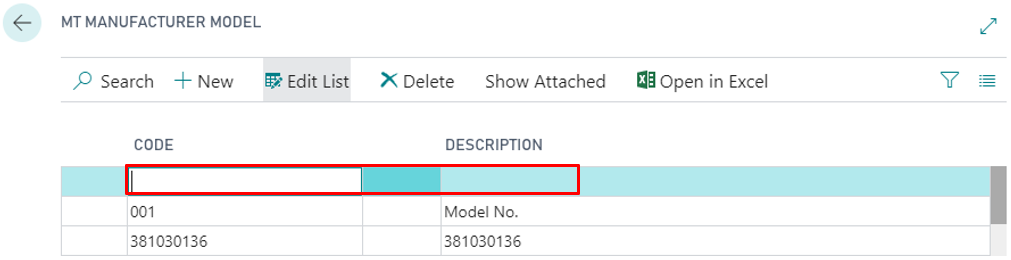 MT MANUFACTURER MODEL
Search New Edit List Delete Show Attached Open in Excel
CODE DESCRIPTION
001 Model No.
381030136 381030136